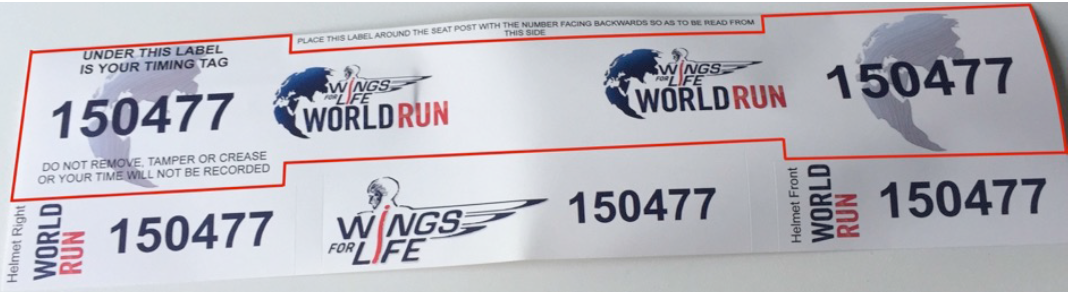 UNDER THIS LABEL
IS YOUR TIMING TAG
150477
DO NOT REMOVE, TAMPER OR CREASE
OR YOUR TIME WILL NOT BE RECORDED
PLACE THIS LABEL AROUND THE SEAT POST WITH THE NUMBER FACING BACKWARDS SO AS TO BE READ FROM
THIS SIDE
WINGS
FOR LIFE
WORLD RUN
WINGS
FOR LIFE
WORLD RUN
150477
Helmet Right
WORLD
RUN
150477
WINGS
FOR LIFE
150477
Helmet Front
WORLD
RUN
150477